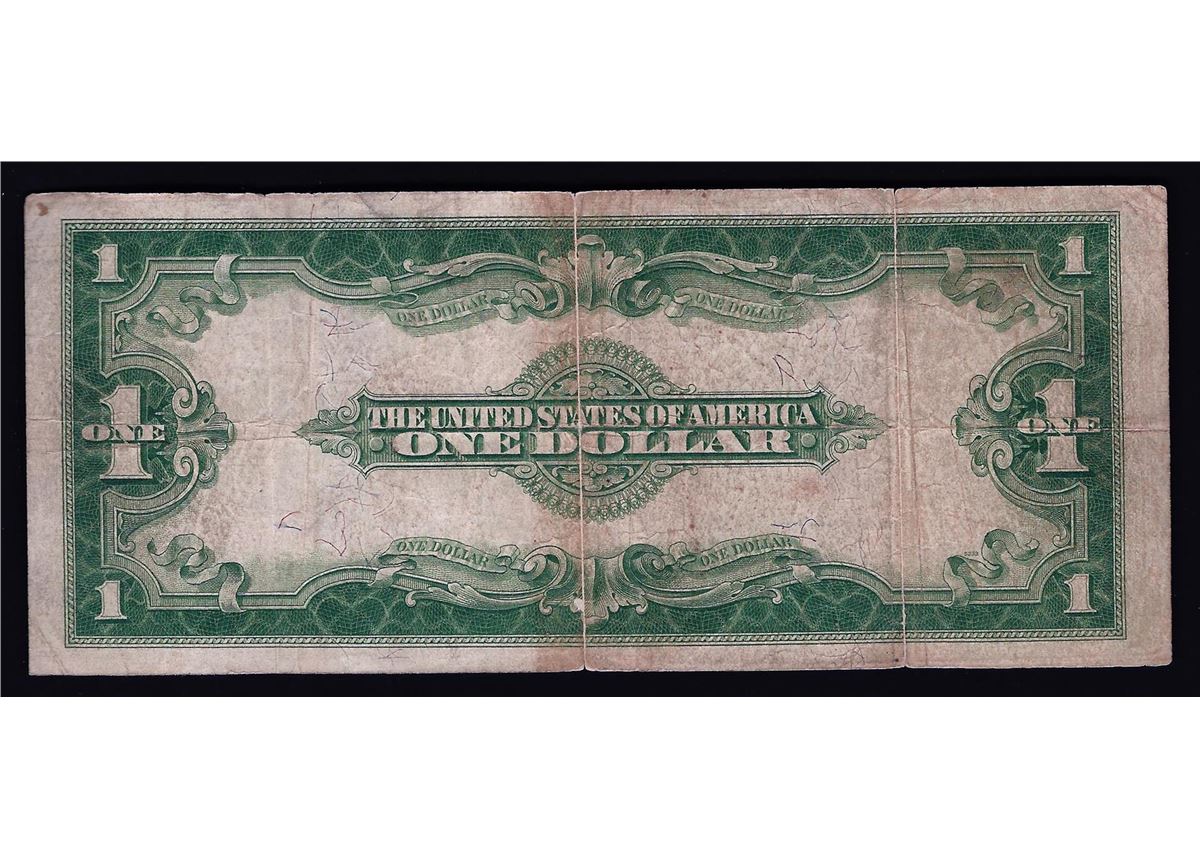 1 1
ONE DOLLAR ONE DOLLAR
THE UNITED STATES OF AMERICA
1 ONE ONE DOLLAR 1 ONE
ONE DOLLAR ONE DOLLAR
1 1